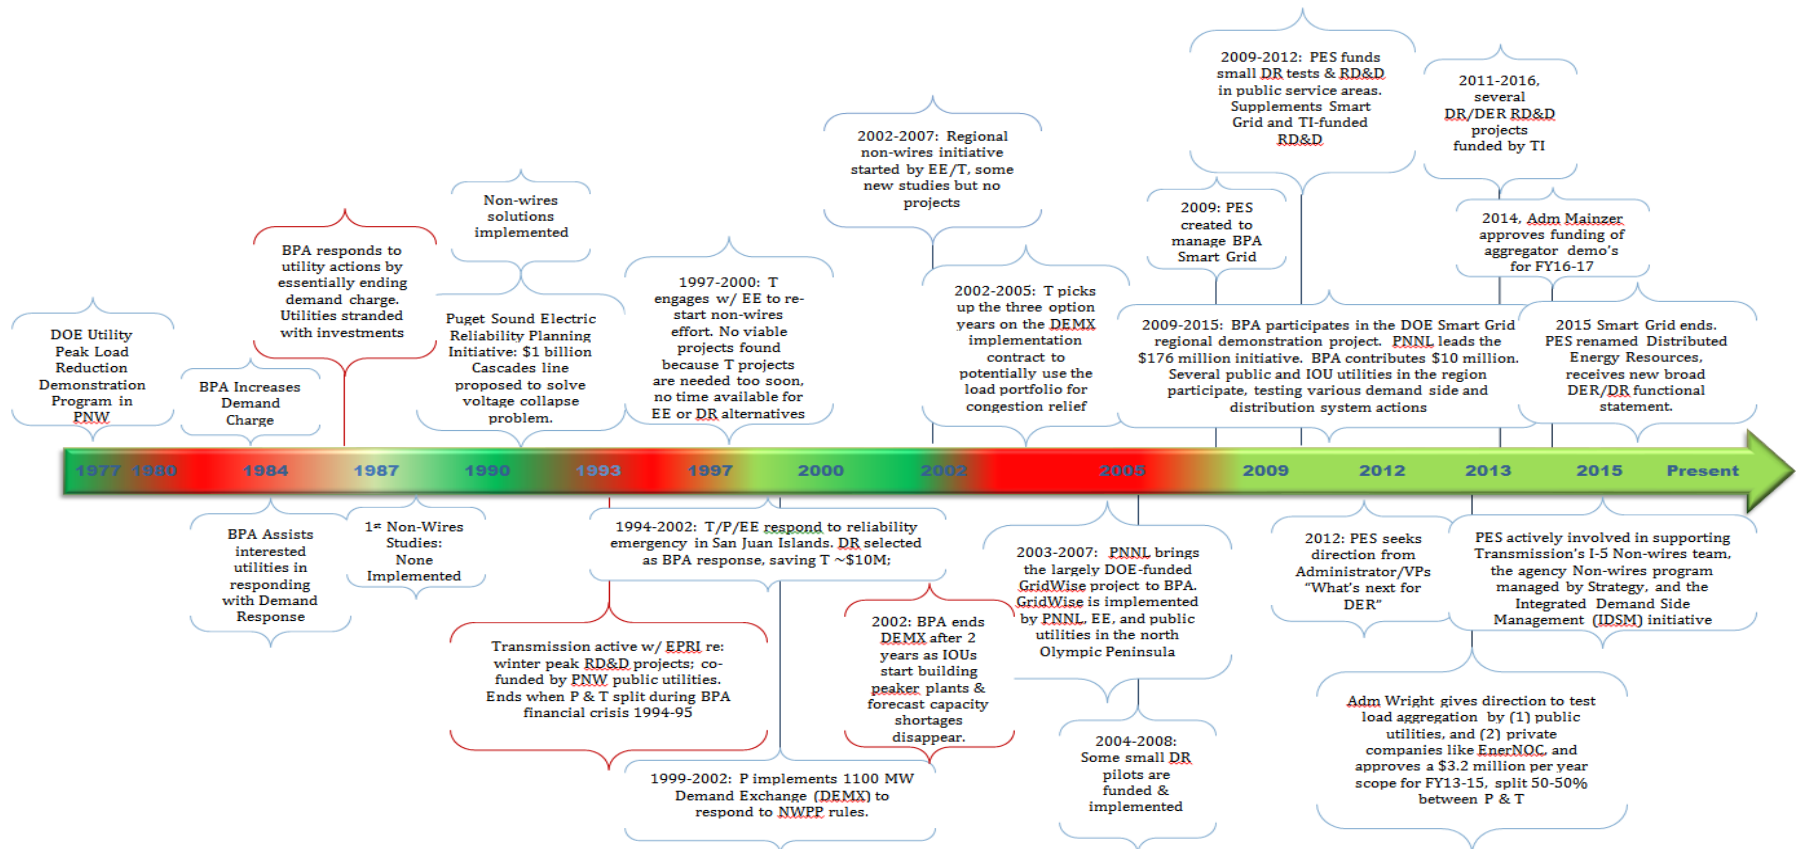 DOE Utility
Peak Load
Reduction
Demonstration
Program in
PNW
BPA Increases
Demand
Charge
BPA responds to
utility actions by
essentially ending
demand charge.
Utilities stranded
with investments
Non-wires
solutions
implemented
Puget Sound Electric
Reliability Planning
Initiative: $1 billion
Cascades line
proposed to solve
voltage collapse
problem.
1997-2000: T
engages w/ EE to re-
start non-wires
effort. No viable
projects found
because T projects
are needed too soon,
no time available for
EE or DR alternatives
2002-2007: Regional
non-wires initiative
started by EE/T, some
new studies but no
projects
2002-2005: T picks
up the three option
years on the DEMX
implementation
contract to
potentially use the
load portfolio for
congestion relief
2009: PES
created to
manage BPA
Smart Grid
2009-2012: PES funds
small DR tests & RD&D
in public service areas.
Supplements Smart
Grid and TI-funded
RD&D
2009-2015: BPA participates in the DOE Smart Grid
regional demonstration project. PNNL leads the
$176 million initiative. BPA contributes $10 million.
Several public and IOU utilities in the region
participate, testing various demand side and
distribution system actions
2011-2016,
several
DR/DER RD&D
projects
funded by TI
2014, Adm Mainzer
approves funding of
aggregator demo's
for FY16-17
2015 Smart Grid ends.
PES renamed Distributed
Energy Resources,
receives new broad
DER/DR functional
statement.
1977 1980 1984 1987 1990 1993 1997 2000 2002 2005 2009 2012 2013 2015 Present
BPA Assists
interested
utilities in
responding
with Demand
Response
1st Non-Wires
Studies:
None
Implemented
1994-2002: T/P/EE respond to reliability
emergency in San Juan Islands. DR selected
as BPA response, saving T ~$10M;
Transmission active w/ EPRI re:
winter peak RD&D projects; co-
funded by PNW public utilities.
Ends when P & T split during BPA
financial crisis 1994-95
1999-2002: P implements 1100 MW
Demand Exchange (DEMX) to
respond to NWPP rules.
2002: BPA ends
DEMX after 2
years as IOUs
start building
peaker plants &
forecast capacity
shortages
disappear.
2003-2007: PNNL brings
the largely DOE-funded
GridWise project to BPA.
GridWise is implemented
by PNNL, EE, and public
utilities in the north
Olympic Peninsula
2004-2008:
Some small DR
pilots are
funded &
implemented
2012: PES seeks
direction from
Administrator/VPs
“What's next for
DER”
PES actively involved in supporting
Transmission's I-5 Non-wires team,
the agency Non-wires program
managed by Strategy, and the
Integrated Demand Side
Management (IDSM) initiative
Adm Wright gives direction to test
load aggregation by (1) public
utilities, and (2) private
companies like EnerNOC, and
approves a $3.2 million per year
scope for FY13-15, split 50-50%
between P & T